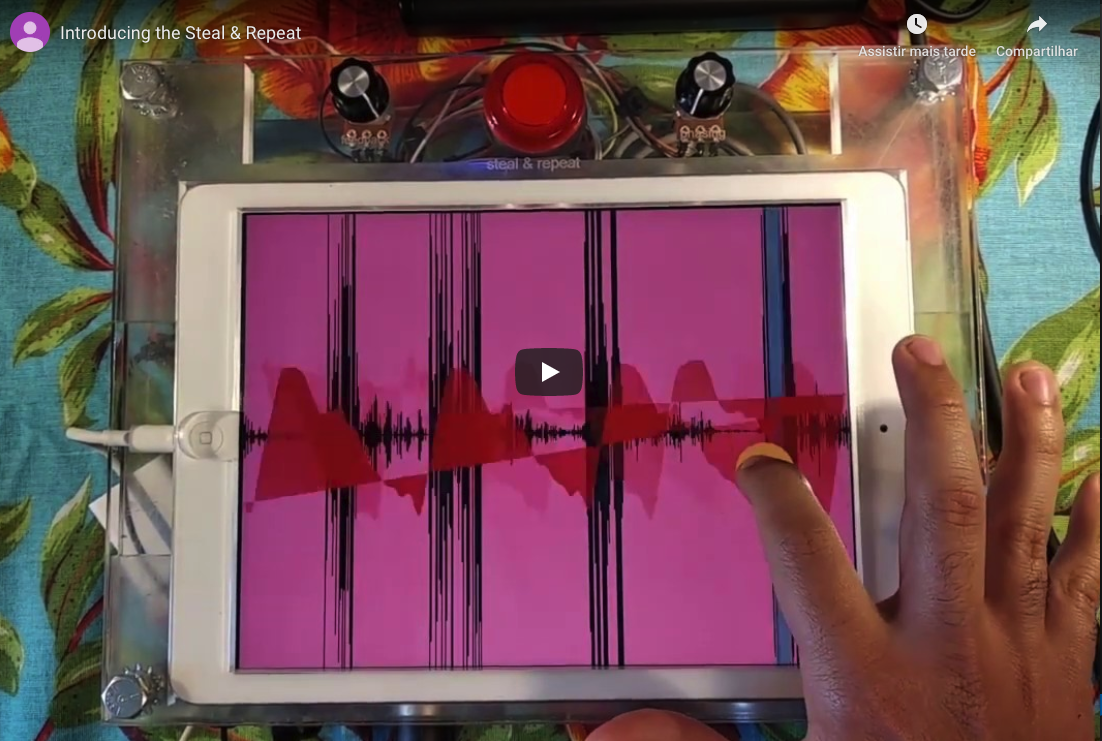 Introducing the Steal & Repeat
Assistir mais tarde
Compartilhar
steal & repeat